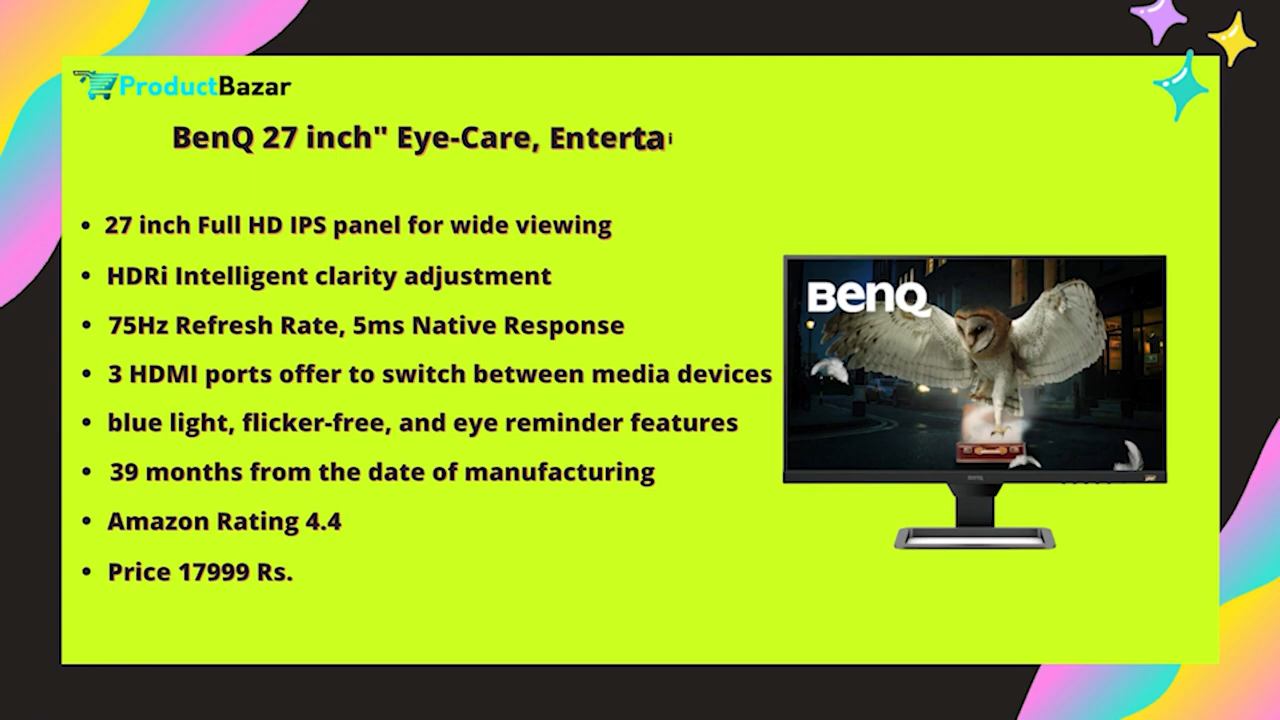 ProductBazar
BenQ 27 inch" Eye-Care, Entertai
• 27 inch Full HD IPS panel for wide viewing
• HDRi Intelligent clarity adjustment
• 75Hz Refresh Rate, 5ms Native Response
• 3 HDMI ports offer to switch between media devices
• blue light, flicker-free, and eye reminder features
• 39 months from the date of manufacturing
• Amazon Rating 4.4
• Price 17999 Rs.
BenQ